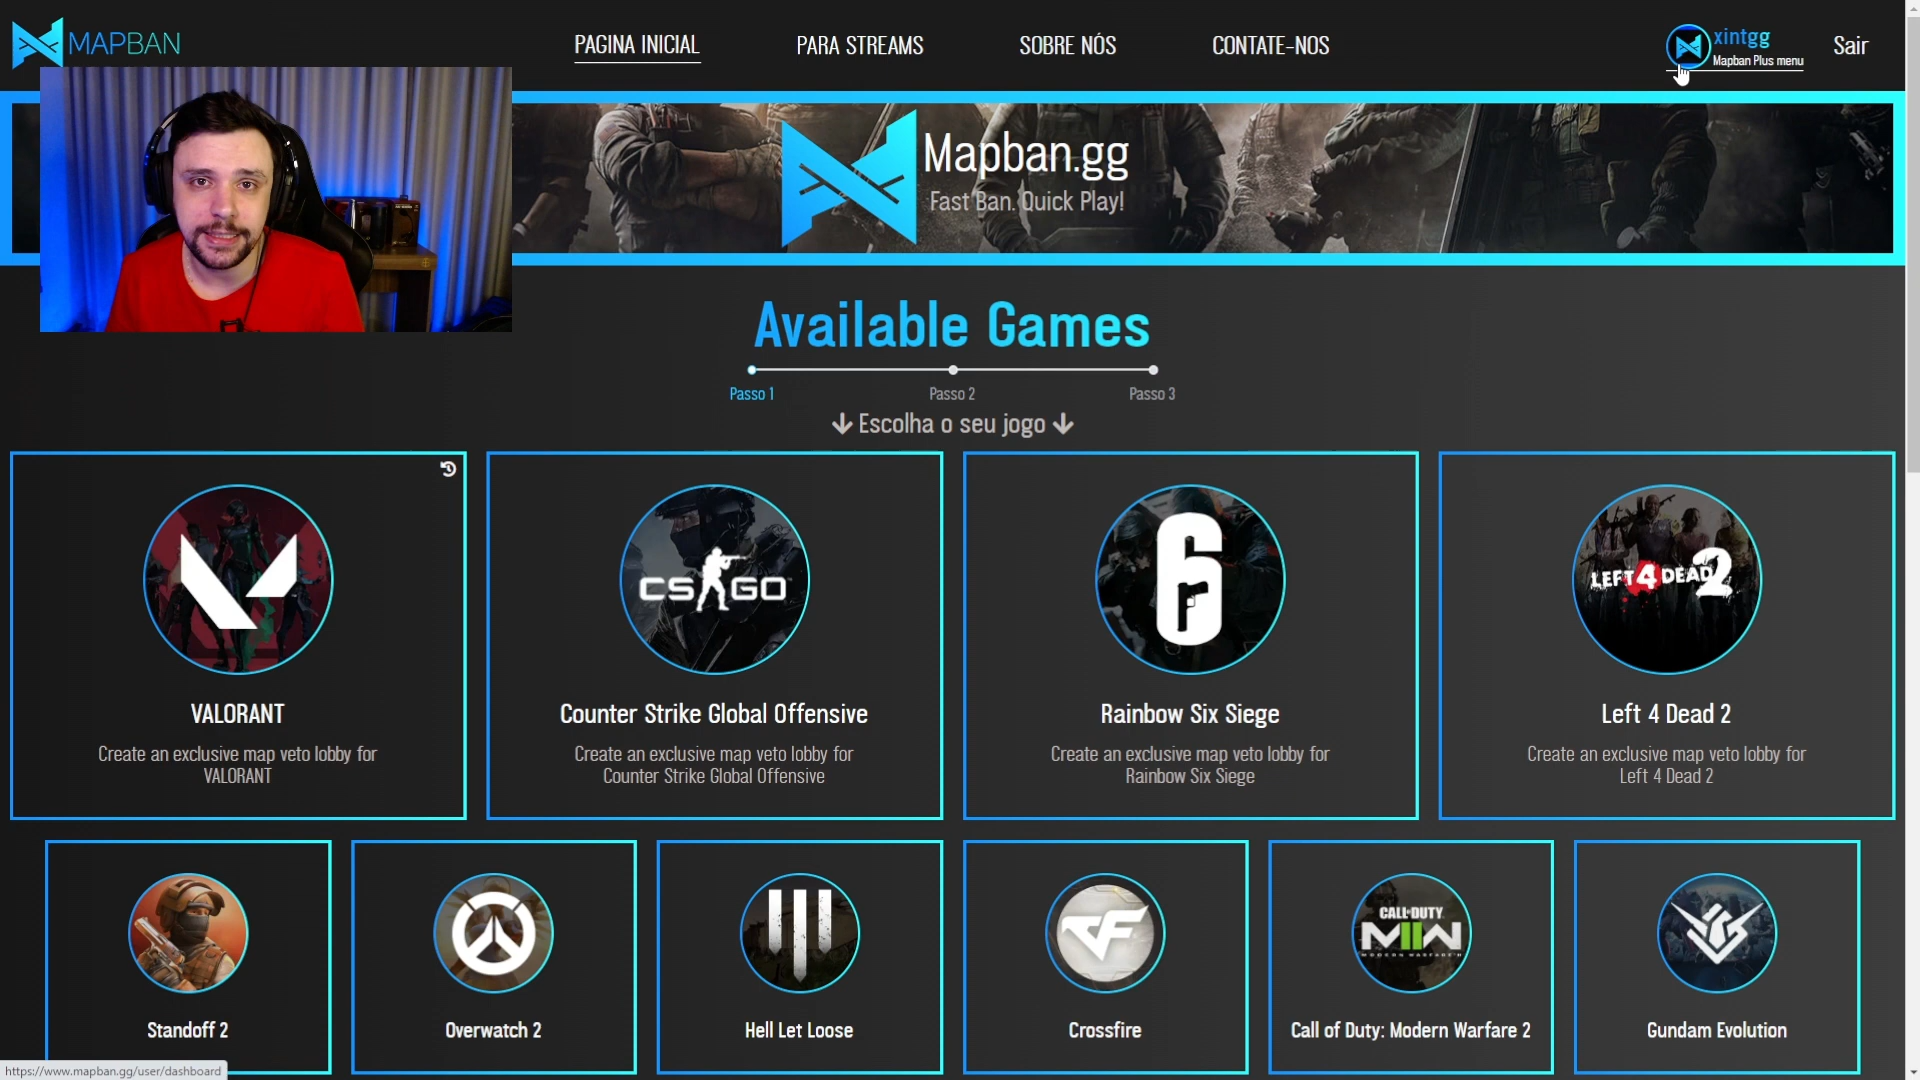 MAPBAN
PAGINA INICIAL
PARA STREAMS
SOBRE NÓS
CONTATE-NOS
xintgg
Mapban Plus menu
Sair
Mapban.gg
Fast Ban. Quick Play!
Available Games
Passo 1
Passo 2
Passo 3
Escolha o seu jogo
CS GO
6
LEFT 4 DEAD 2
VALORANT
Create an exclusive map veto lobby for
VALORANT
Counter Strike Global Offensive
Create an exclusive map veto lobby for
Counter Strike Global Offensive
Rainbow Six Siege
Create an exclusive map veto lobby for
Rainbow Six Siege
Left 4 Dead 2
Create an exclusive map veto lobby for
Left 4 Dead 2
CF
CALL OF DUTY
MWII
MODERN WARFARE II
Standoff 2
Overwatch 2
Hell Let Loose
Crossfire
Call of Duty: Modern Warfare 2
Gundam Evolution
https://www.mapban.gg/user/dashboard